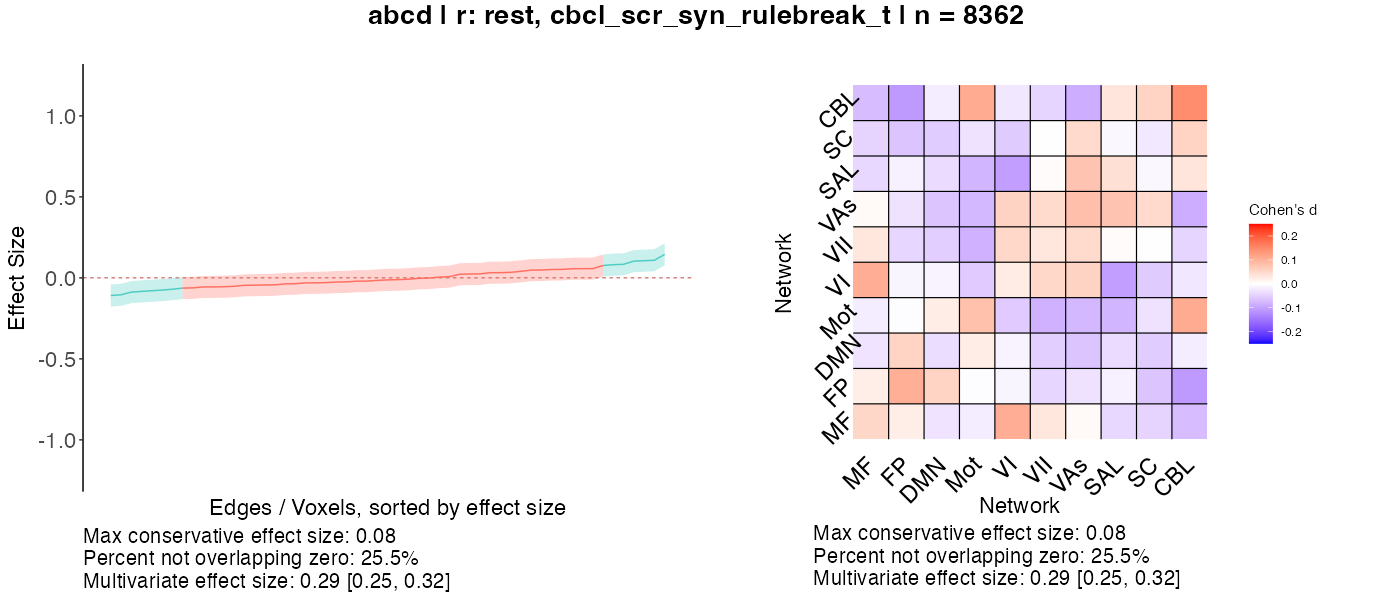 abcd | r: rest, cbcl_scr_syn_rulebreak_t | n = 8362
1.0
0.5
0.0
-0.5
-1.0
Effect Size
Edges / Voxels, sorted by effect size
Max conservative effect size: 0.08
Percent not overlapping zero: 25.5%
Multivariate effect size: 0.29 [0.25, 0.32]
Network
CBL
SC
SAL
VAs
VII
VI
Mot
DMN
FP
MF
MF
FP
DMN
Mot
VI
VII
VAs
SAL
SC
CBL
Network
Max conservative effect size: 0.08
Percent not overlapping zero: 25.5%
Multivariate effect size: 0.29 [0.25, 0.32]
Cohen's d
0.2
0.1
0.0
-0.1
-0.2